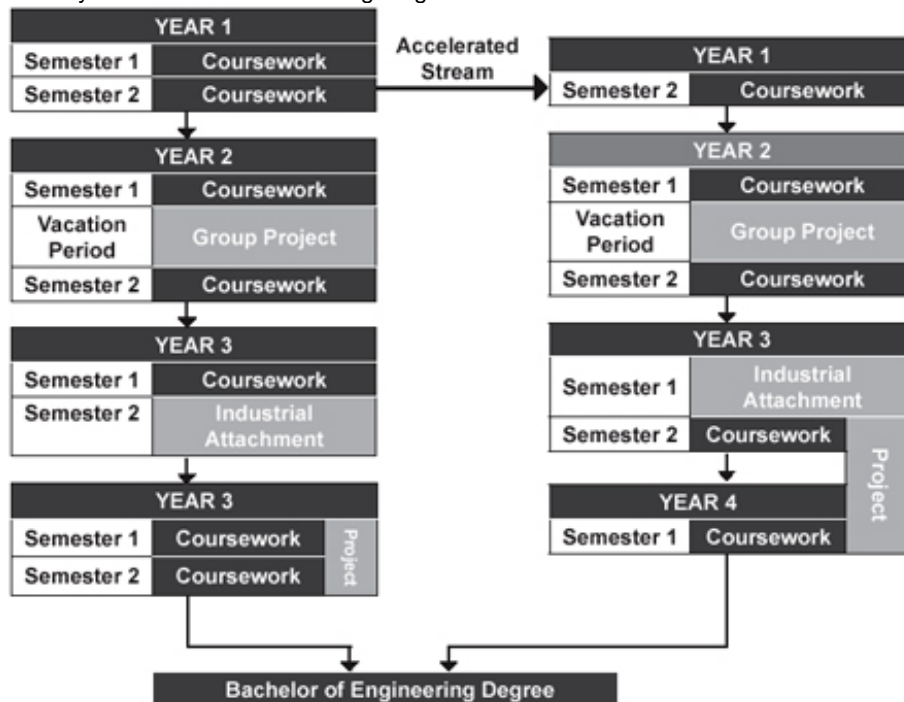 YEAR 1
Semester 1 Coursework
Semester 2 Coursework
YEAR 2
Semester 1 Coursework
Vacation
Period
Group Project
Semester 2 Coursework
YEAR 3
Semester 1 Coursework
Semester 2
Industrial
Attachment
YEAR 3
Semester 1 Coursework
Semester 2 Coursework
Project
Accelerated
Stream
YEAR 1
Semester 2 Coursework
YEAR 2
Semester 1 Coursework
Vacation
Period
Group Project
Semester 2 Coursework
YEAR 3
Semester 1
Industrial
Attachment
Semester 2 Coursework
Project
YEAR 4
Semester 1 Coursework
Bachelor of Engineering Degree